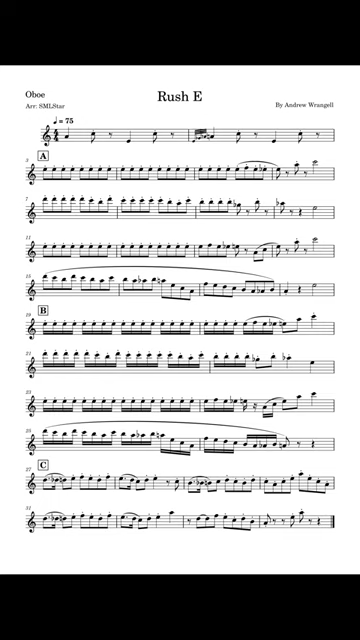 Oboe
Rush E
Arr: SMLStar
By Andrew Wrangell
♩ = 75
A
3
7
11
15
B
19
21
23
25
C
27
31